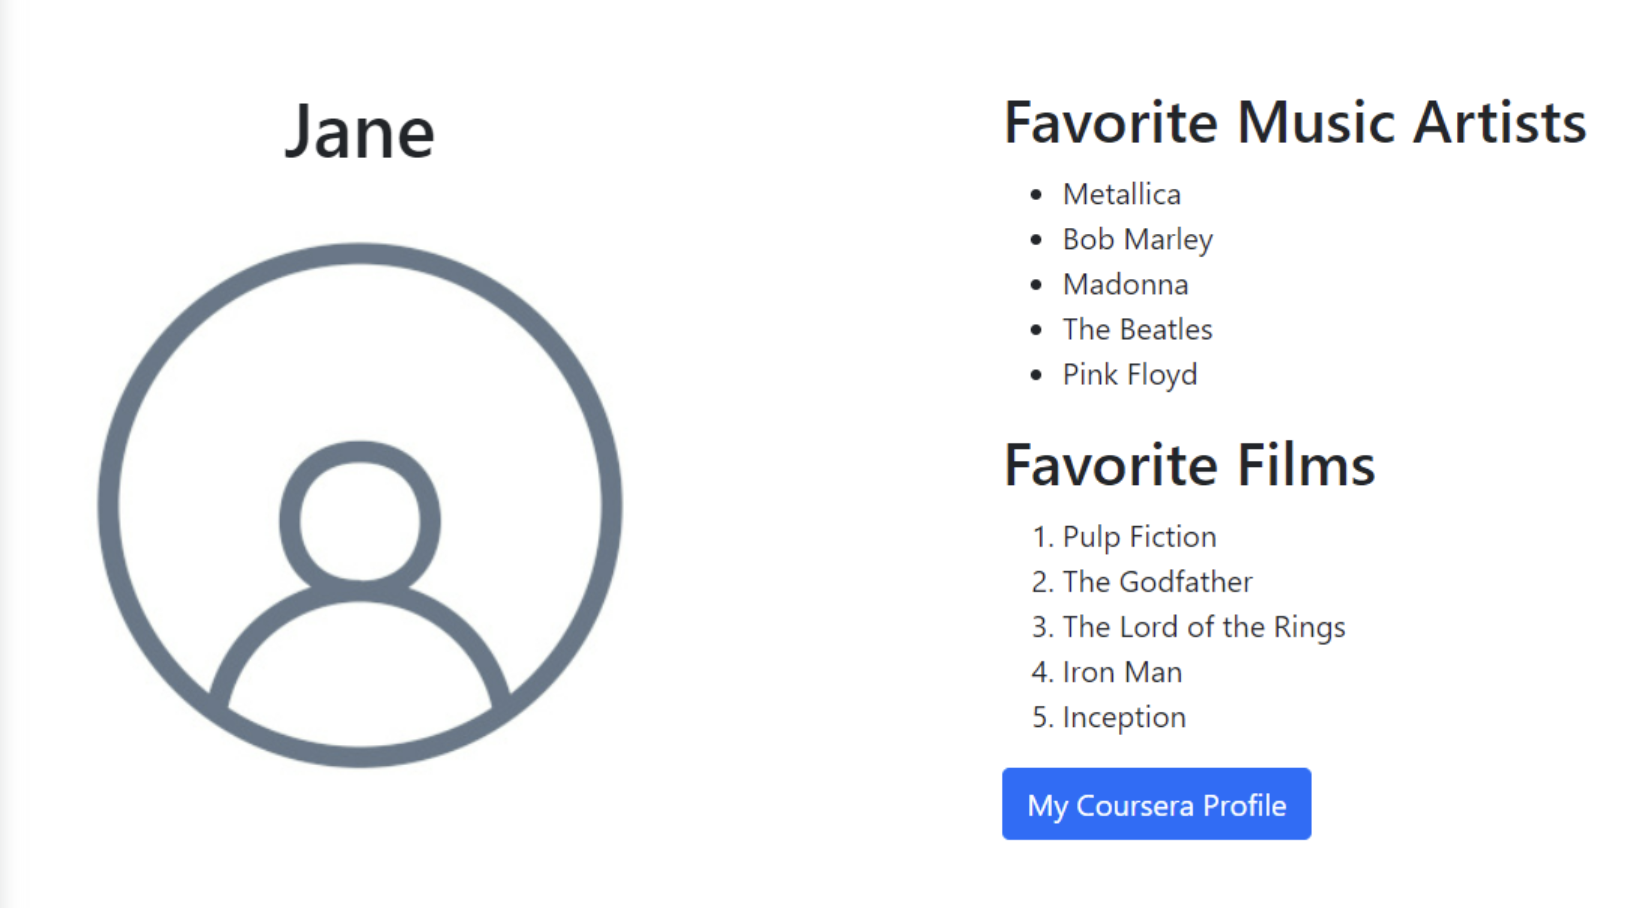 Jane
Favorite Music Artists
Metallica
Bob Marley
Madonna
The Beatles
Pink Floyd
Favorite Films
1. Pulp Fiction
2. The Godfather
3. The Lord of the Rings
4. Iron Man
5. Inception
My Coursera Profile